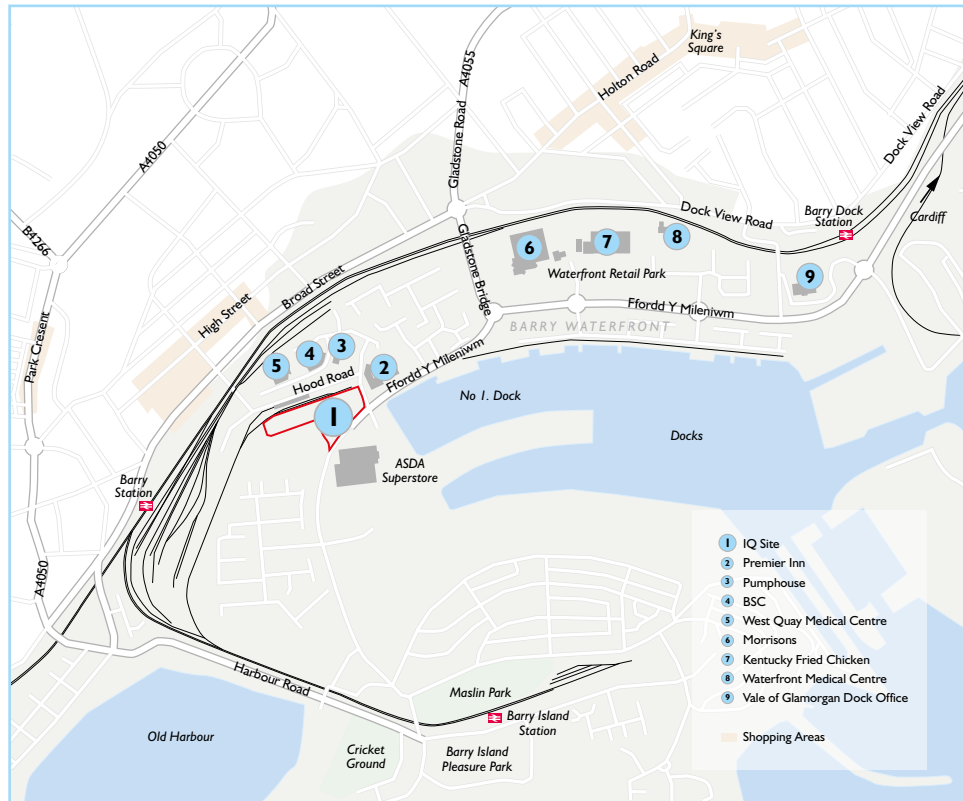 King's
Square
Holton Road
A4055
Gladstone Road
A4050
B4266
Dock View Road
Dock View Road
Barry Dock
Station
Cardiff
6
7
8
9
Waterfront Retail Park
Gladstone Bridge
Broad Street
High Street
Park Cresent
Ffordd Y Mileniwm
BARRY WATERFRONT
5
4
3
2
Hood Road
Ffordd Y Mileniwm
1
No 1. Dock
Docks
ASDA
Superstore
Barry
Station
A4050
Harbour Road
Maslin Park
Barry Island
Station
Old Harbour
Cricket
Ground
Barry Island
Pleasure Park
1 IQ Site
2 Premier Inn
3 Pumphouse
4 BSC
5 West Quay Medical Centre
6 Morrisons
7 Kentucky Fried Chicken
8 Waterfront Medical Centre
9 Vale of Glamorgan Dock Office
Shopping Areas